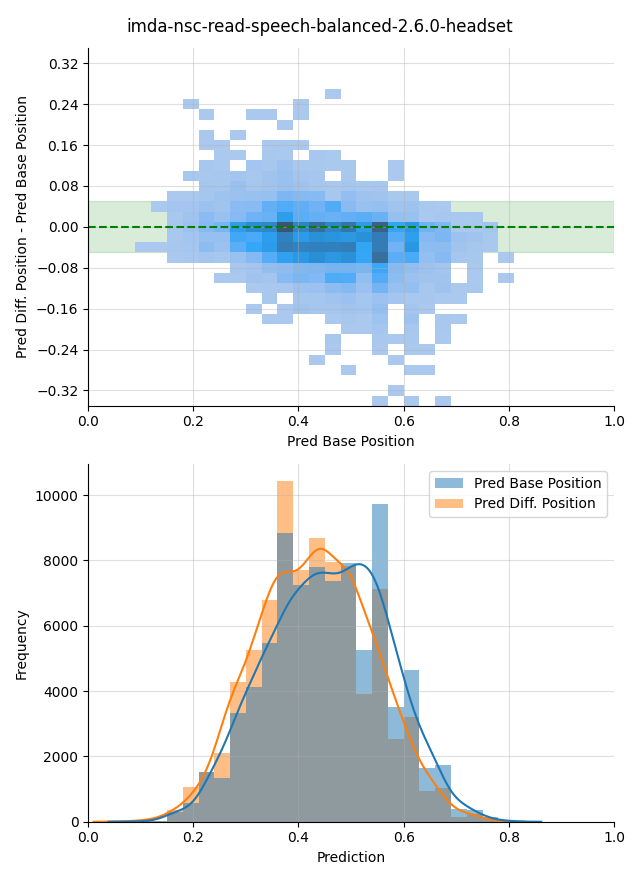 imda-nsc-read-speech-balanced-2.6.0-headset
0.32
0.24
0.16
0.08
0.00
−0.08
−0.16
−0.24
−0.32
Pred Diff. Position - Pred Base Position
0.0 0.2 0.4 0.6 0.8 1.0
Pred Base Position
Pred Base Position
Pred Diff. Position
10000
8000
6000
4000
2000
0
Frequency
0.0 0.2 0.4 0.6 0.8 1.0
Prediction